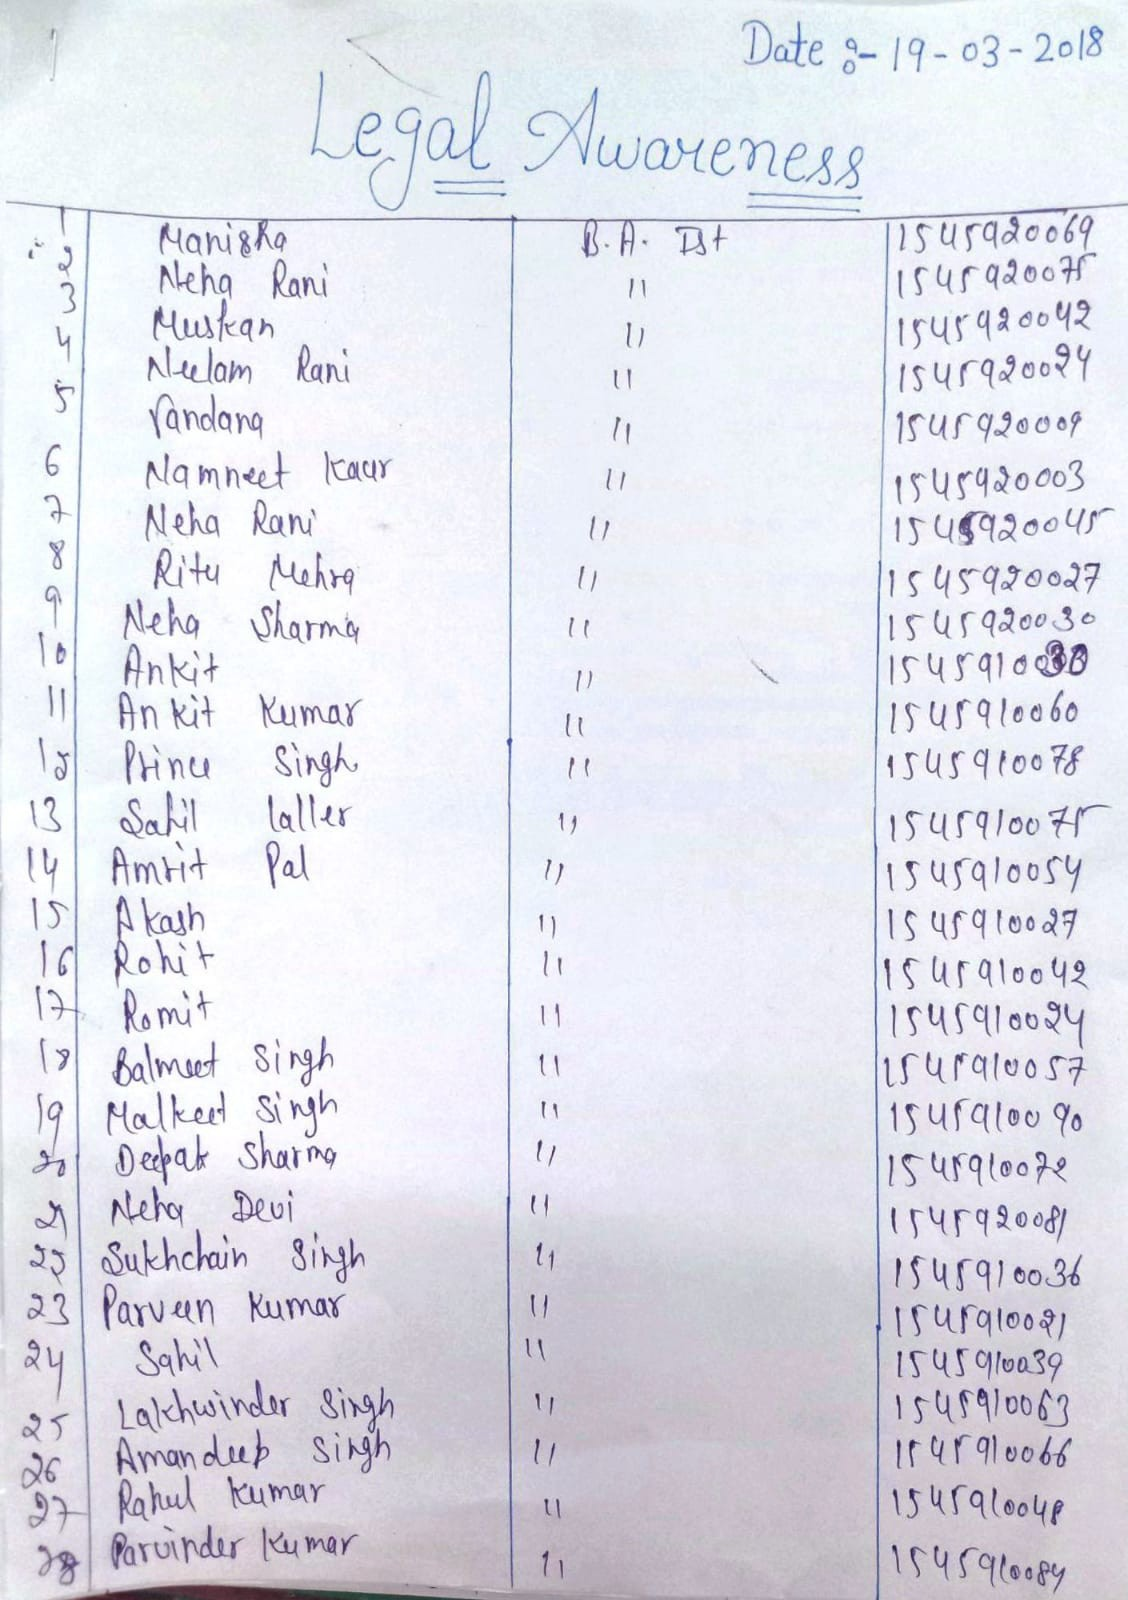 Date :- 19-03-2018
Legal Awareness
1 Manisha B.A. Ist 1545920069
2 Neha Rani " 1545920075
3 Muskan " 1545920042
4 Neelam Rani " 1545920024
5 Vandana " 1545920009
6 Namneet Kaur " 1545920003
7 Neha Rani " 1545920045
8 Ritu Mehra " 1545920027
9 Neha Sharma " 1545920030
10 Ankit "
11 Ankit Kumar " 1545910060
12 Prince Singh " 1545910078
13 Sahil laller " 1545910075
14 Amrit Pal " 1545910054
15 Akash " 1545910027
16 Rohit " 1545910042
17 Romit " 1545910024
18 Balmeet Singh " 1545910057
19 Malkeet Singh " 1545910090
20 Deepak Sharma " 1545910072
21 Neha Devi " 1545920081
22 Sukhchain Singh " 1545910036
23 Parveen Kumar " 1545910021
24 Sahil " 1545910039
25 Lakhwinder Singh " 1545910063
26 Amandeep Singh " 1545910066
27 Rahul Kumar " 1545910048
28 Parvinder Kumar " 1545910084